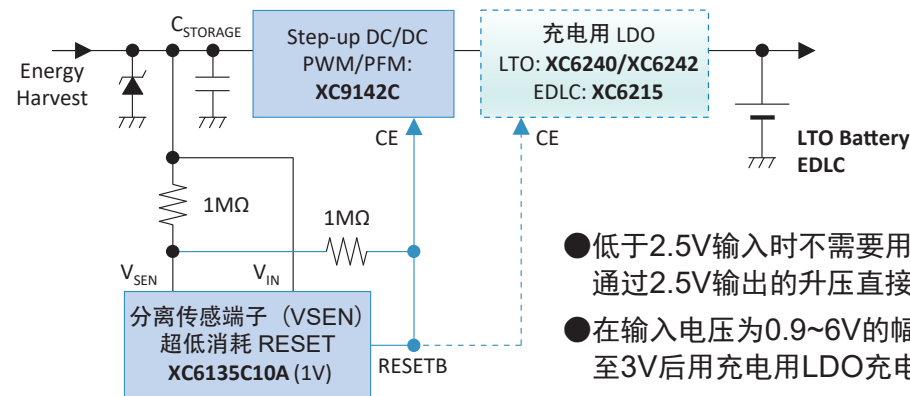 C_STORAGE
Energy
Harvest
Step-up DC/DC
PWM/PFM:
XC9142C
充电用 LDO
LTO: XC6240/XC6242
EDLC: XC6215
CE
CE
LTO Battery
EDLC
1MΩ
1MΩ
V_SEN
V_IN
分离传感端子（VSEN）
超低消耗 RESET
XC6135C10A (1V)
RESETB
●低于2.5V输入时不需要用
通过2.5V输出的升压直接
●在输入电压为0.9~6V的幅
至3V后用充电用LDO充电